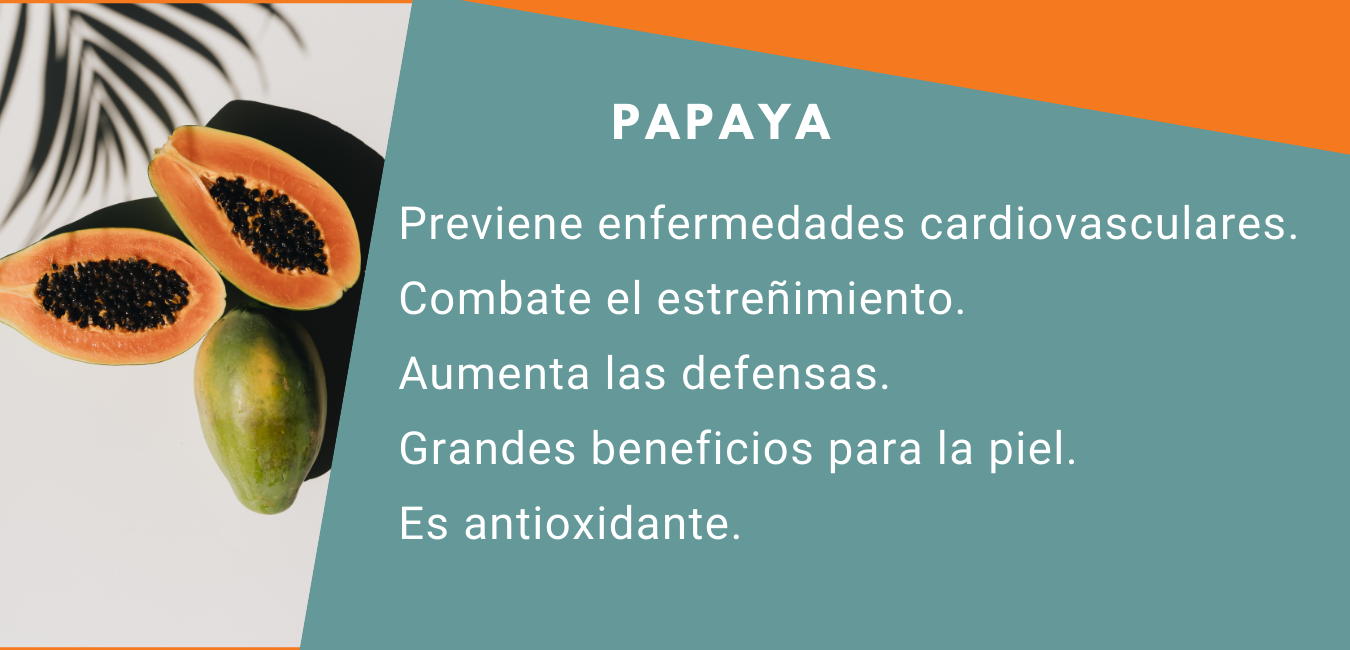 PAPAYA
Previene enfermedades cardiovasculares.
Combate el estreñimiento.
Aumenta las defensas.
Grandes beneficios para la piel.
Es antioxidante.